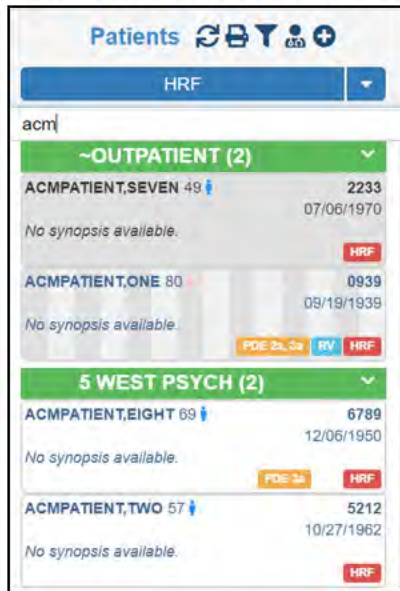 Patients
HRF
acm
~OUTPATIENT (2)
ACMPATIENT,SEVEN 49 2233
07/06/1970
No synopsis available.
HRF
ACMPATIENT,ONE 80 0939
09/19/1939
No synopsis available.
PDE 2a, 3a RV HRF
5 WEST PSYCH (2)
ACMPATIENT,EIGHT 69 6789
12/06/1950
No synopsis available.
PDE 3a HRF
ACMPATIENT,TWO 57 5212
10/27/1962
No synopsis available.
HRF